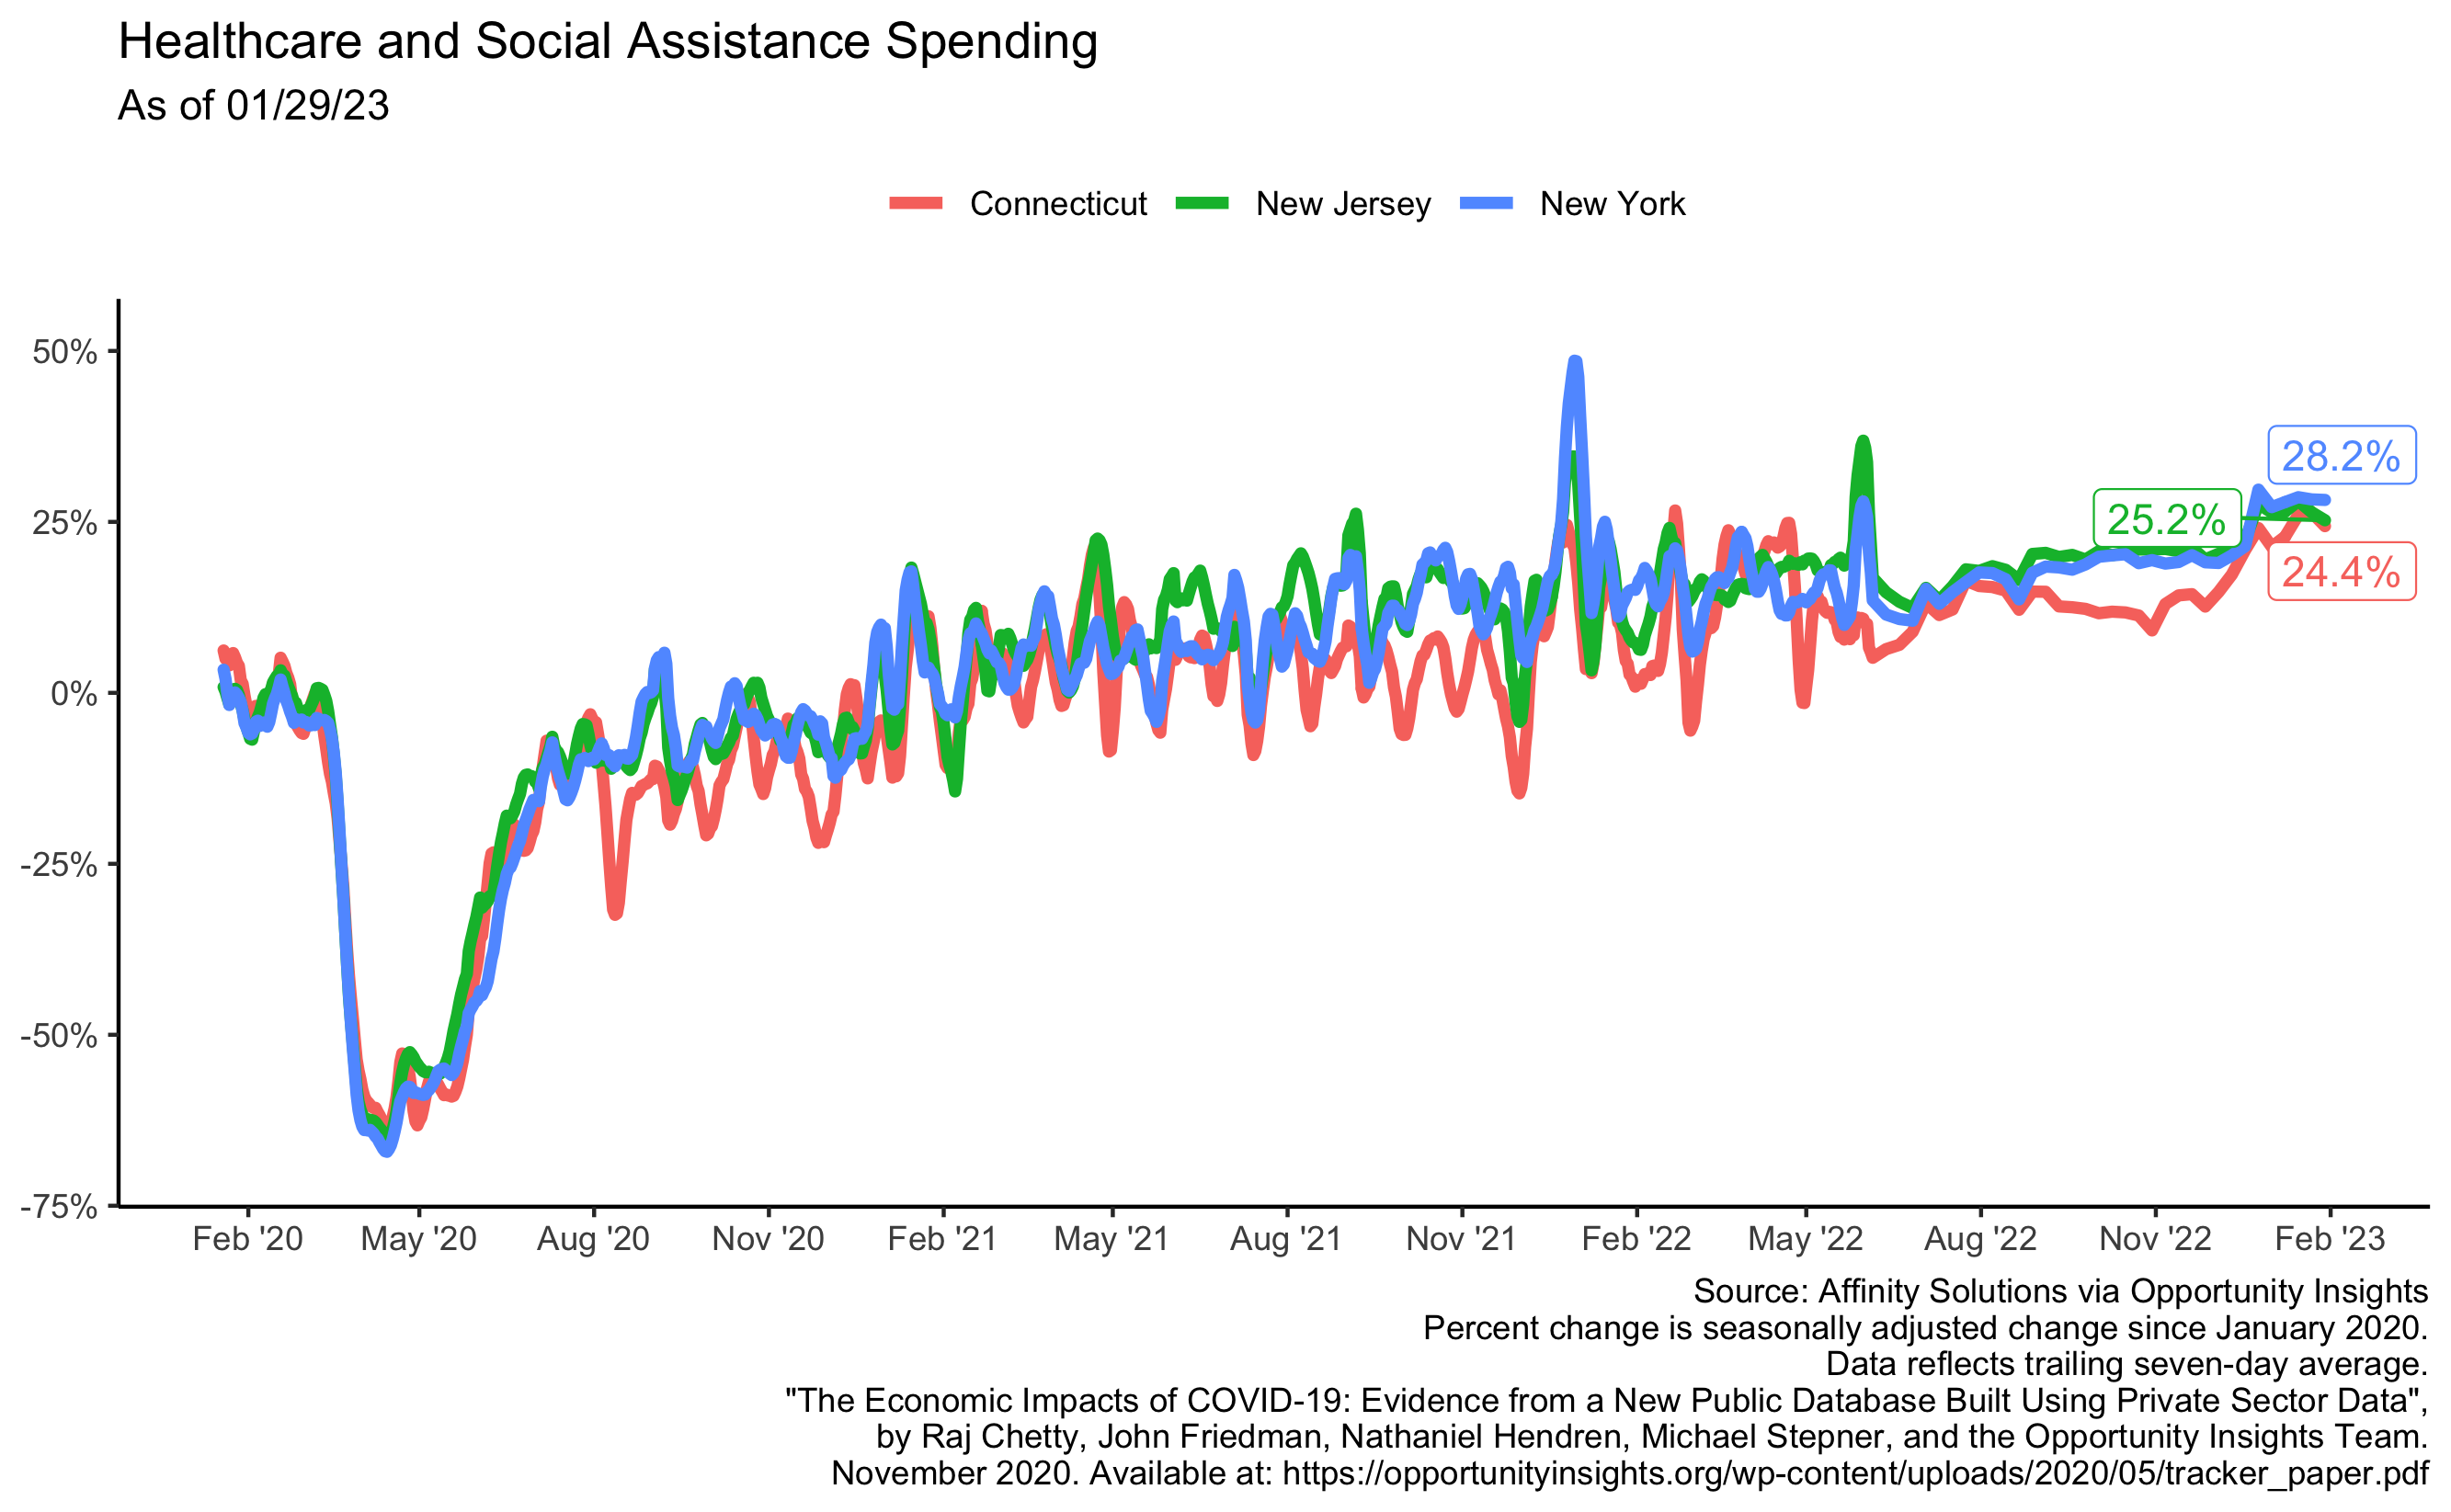 Healthcare and Social Assistance Spending
As of 01/29/23
Connecticut New Jersey New York
50%
25%
0%
-25%
-50%
-75%
28.2%
25.2%
24.4%
Feb '20 May '20 Aug '20 Nov '20 Feb '21 May '21 Aug '21 Nov '21 Feb '22 May '22 Aug '22 Nov '22 Feb '23
Source: Affinity Solutions via Opportunity Insights
Percent change is seasonally adjusted change since January 2020.
Data reflects trailing seven-day average.
"The Economic Impacts of COVID-19: Evidence from a New Public Database Built Using Private Sector Data",
by Raj Chetty, John Friedman, Nathaniel Hendren, Michael Stepner, and the Opportunity Insights Team.
November 2020. Available at: https://opportunityinsights.org/wp-content/uploads/2020/05/tracker_paper.pdf